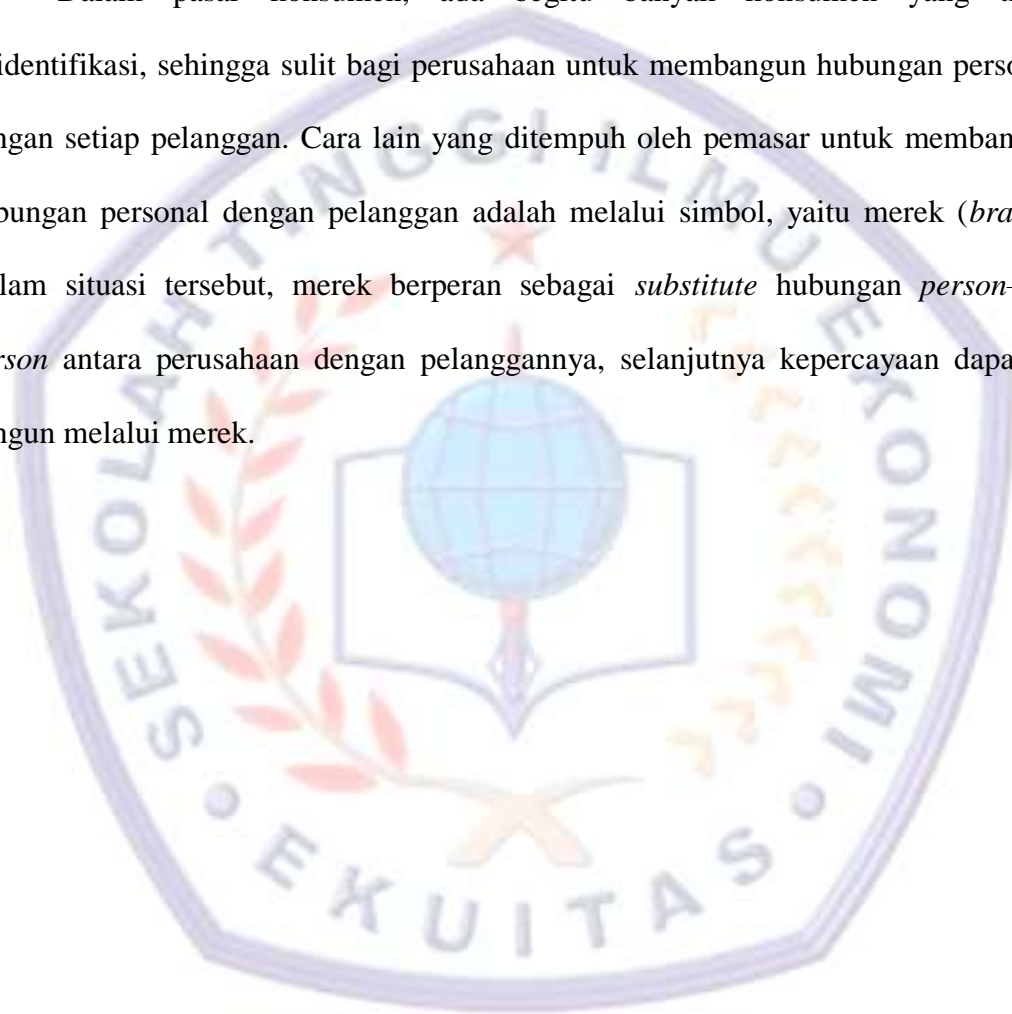 Dalam pasar konsumen, ada begitu banyak konsumen yang
identifikasi, sehingga sulit bagi perusahaan untuk membangun hubungan perso
ngan setiap pelanggan. Cara lain yang ditempuh oleh pemasar untuk memban
bungan personal dengan pelanggan adalah melalui simbol, yaitu merek (bra
lam situasi tersebut, merek berperan sebagai substitute hubungan person-
rson antara perusahaan dengan pelanggannya, selanjutnya kepercayaan dapa
ngun melalui merek.
SEKOLAH TINGGI ILMU EKONOMI
EKUITAS